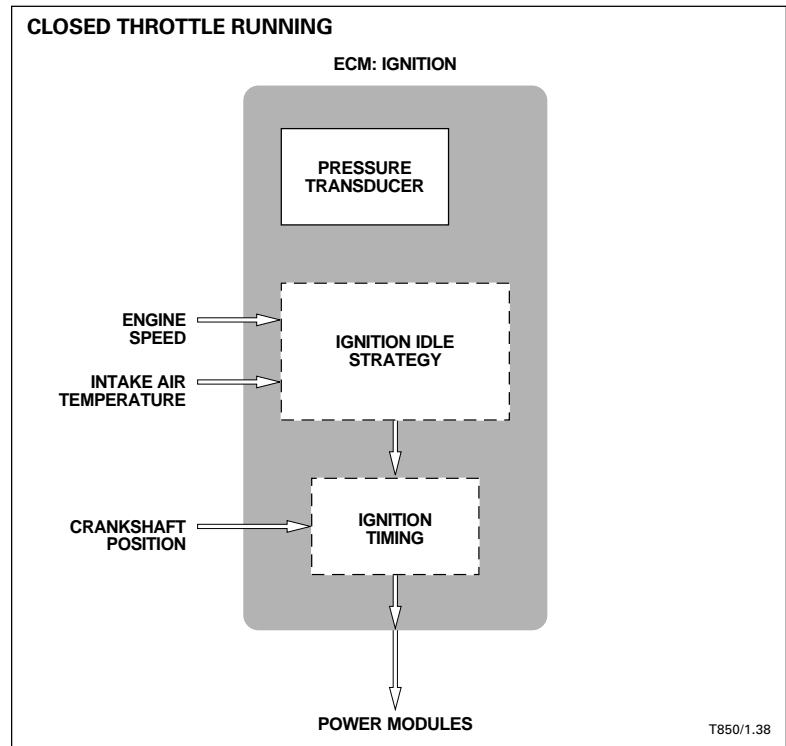 CLOSED THROTTLE RUNNING
ECM: IGNITION
PRESSURE
TRANSDUCER
ENGINE
SPEED
IGNITION IDLE
STRATEGY
INTAKE AIR
TEMPERATURE
CRANKSHAFT
POSITION
IGNITION
TIMING
POWER MODULES
T850/1.38